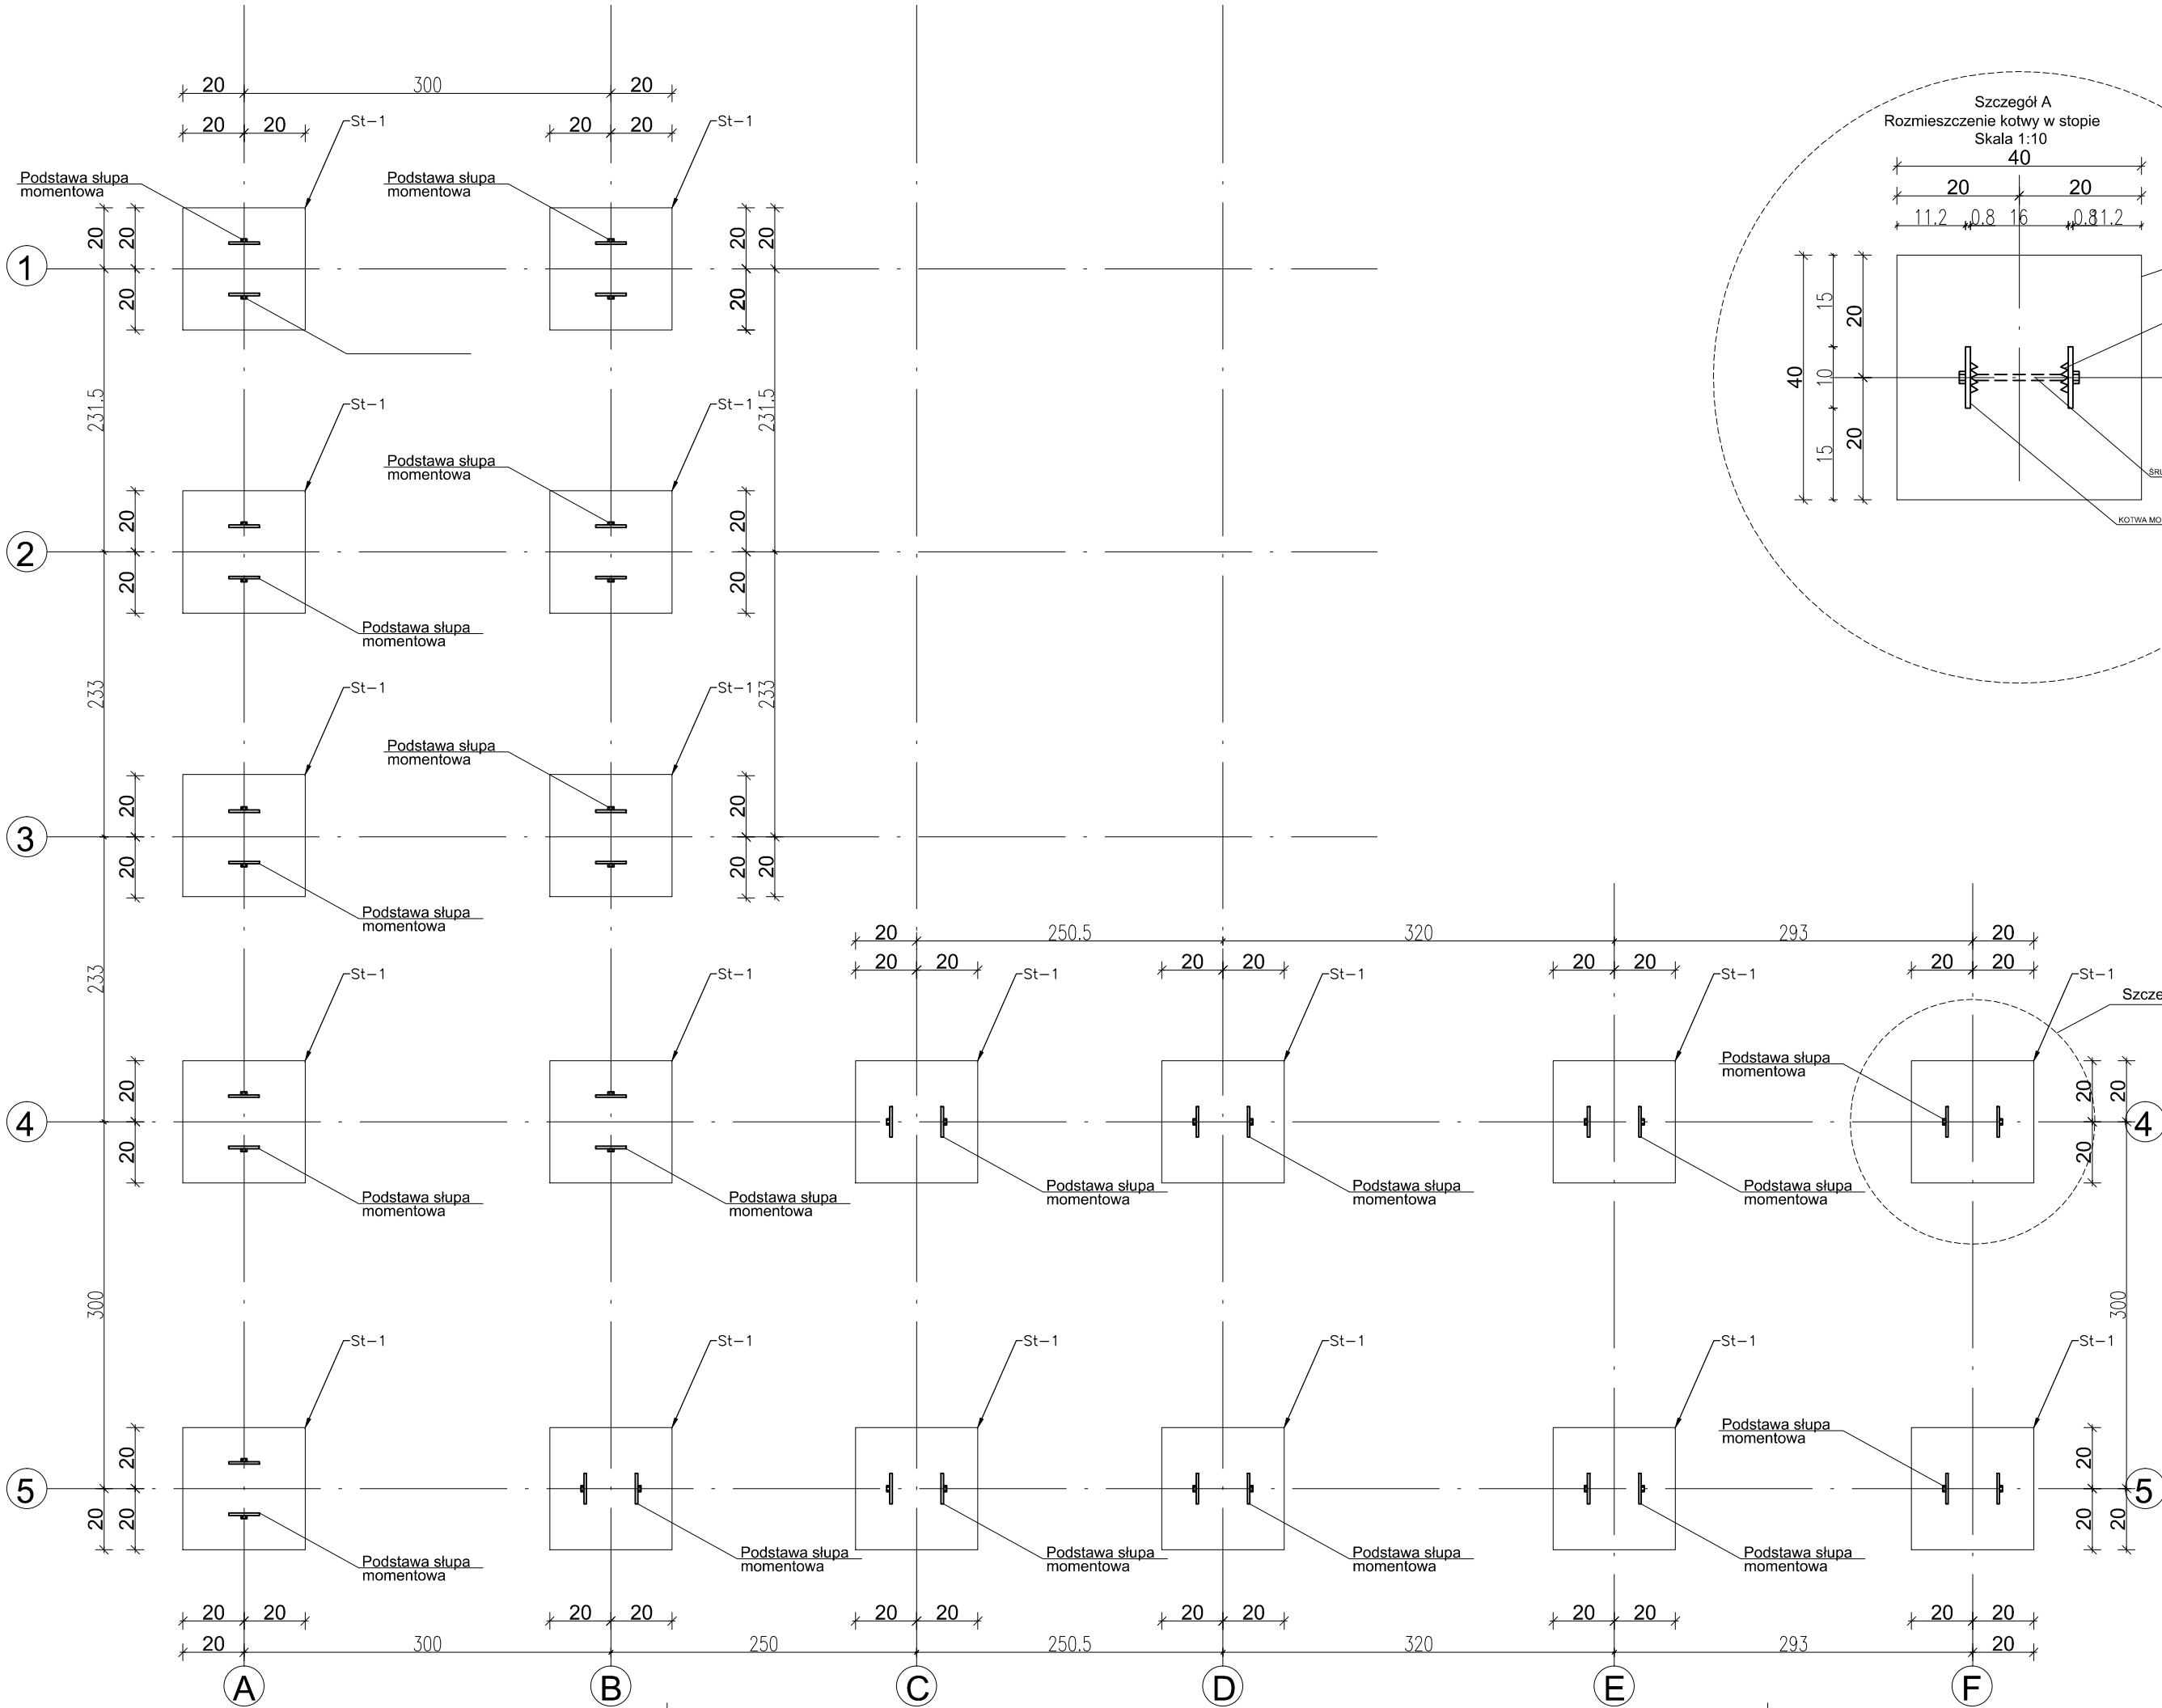 20 300 20
20 20 St-1 20 20 St-1
Szczegół A
Rozmieszczenie kotwy w stopie
Skala 1:10
40
20 20
11.2 0.8 16 0.8 11.2
Podstawa słupa
momentowa
Podstawa słupa
momentowa
20 20 20 20
1
20 20
15 20
40 10
15 20
ŚRU
KOTWA MO
231.5 St-1 St-1 231.5
Podstawa słupa
momentowa
20 20
2
20 20
Podstawa słupa
momentowa
233 St-1 St-1 233
Podstawa słupa
momentowa
20 20
3
20 20 20
Podstawa słupa
momentowa
20 250.5 320 293 20
20 20 20 20 20 20 20 20
233 St-1 St-1 St-1 St-1 St-1 St-1
Szcze
Podstawa słupa
momentowa
20 20 20
4 4
20 20
Podstawa słupa
momentowa
Podstawa słupa
momentowa
Podstawa słupa
momentowa
Podstawa słupa
momentowa
Podstawa słupa
momentowa
300 300
St-1 St-1 St-1 St-1 St-1 St-1
Podstawa słupa
momentowa
20 20
5 5
20 20 20 20
Podstawa słupa
momentowa
Podstawa słupa
momentowa
Podstawa słupa
momentowa
Podstawa słupa
momentowa
Podstawa słupa
momentowa
20 20 20 20 20 20 20 20 20 20 20 20
20 300 250 250.5 320 293 20
A B C D E F